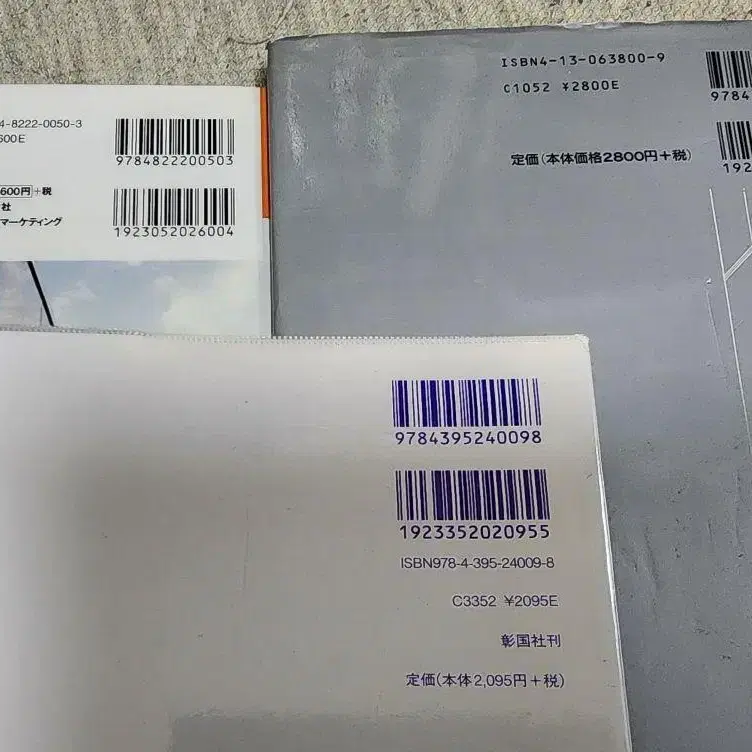 4-8222-0050-3
600E
9784822200503
600円+税
社
マーケティング
1923052026004
ISBN4-13-063800-9
C1052 ¥2800E
定価(本体価格2800円+税)
9784
192
9784395240098
1923352020955
ISBN978-4-395-24009-8
C3352 ¥2095E
彰国社刊
定価(本体2,095円+税)